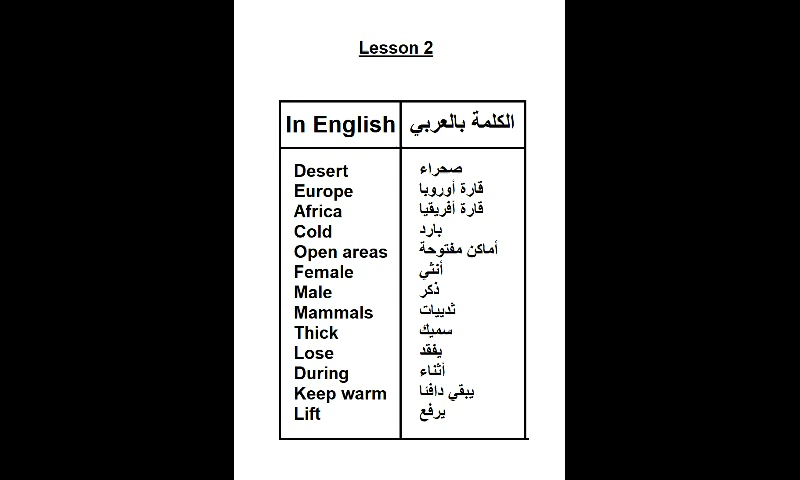 Lesson 2
In English الكلمة بالعربي
Desert صحراء
Europe قارة أوروبا
Africa قارة أفريقيا
Cold بارد
Open areas أماكن مفتوحة
Female أنثي
Male ذكر
Mammals ثدييات
Thick سميك
Lose يفقد
During أثناء
Keep warm يبقي دافئا
Lift يرفع